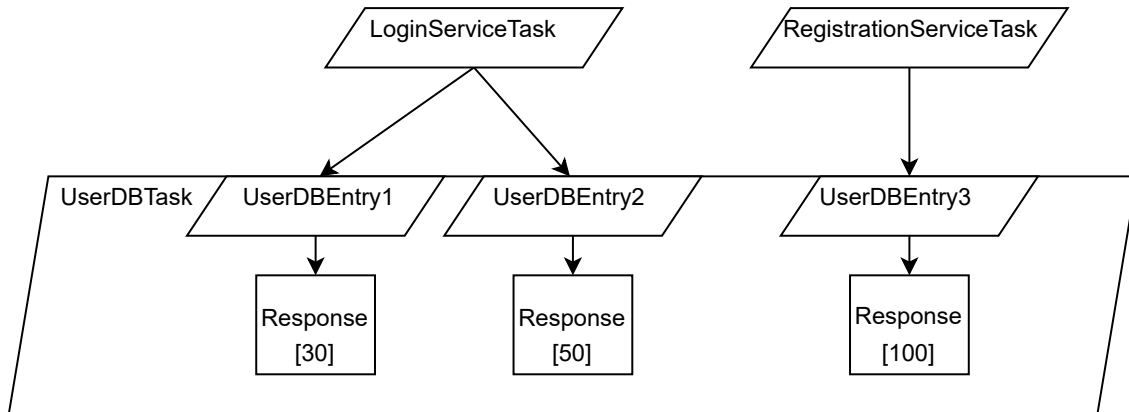 LoginServiceTask
RegistrationServiceTask
UserDBTask
UserDBEntry1
UserDBEntry2
UserDBEntry3
Response
[30]
Response
[50]
Response
[100]